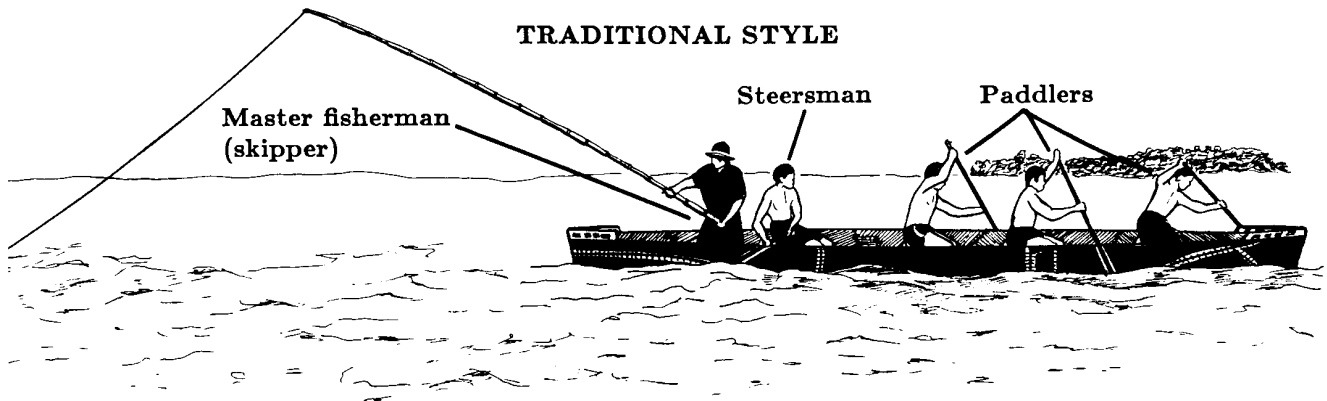 TRADITIONAL STYLE
Steersman
Paddlers
Master fisherman
(skipper)